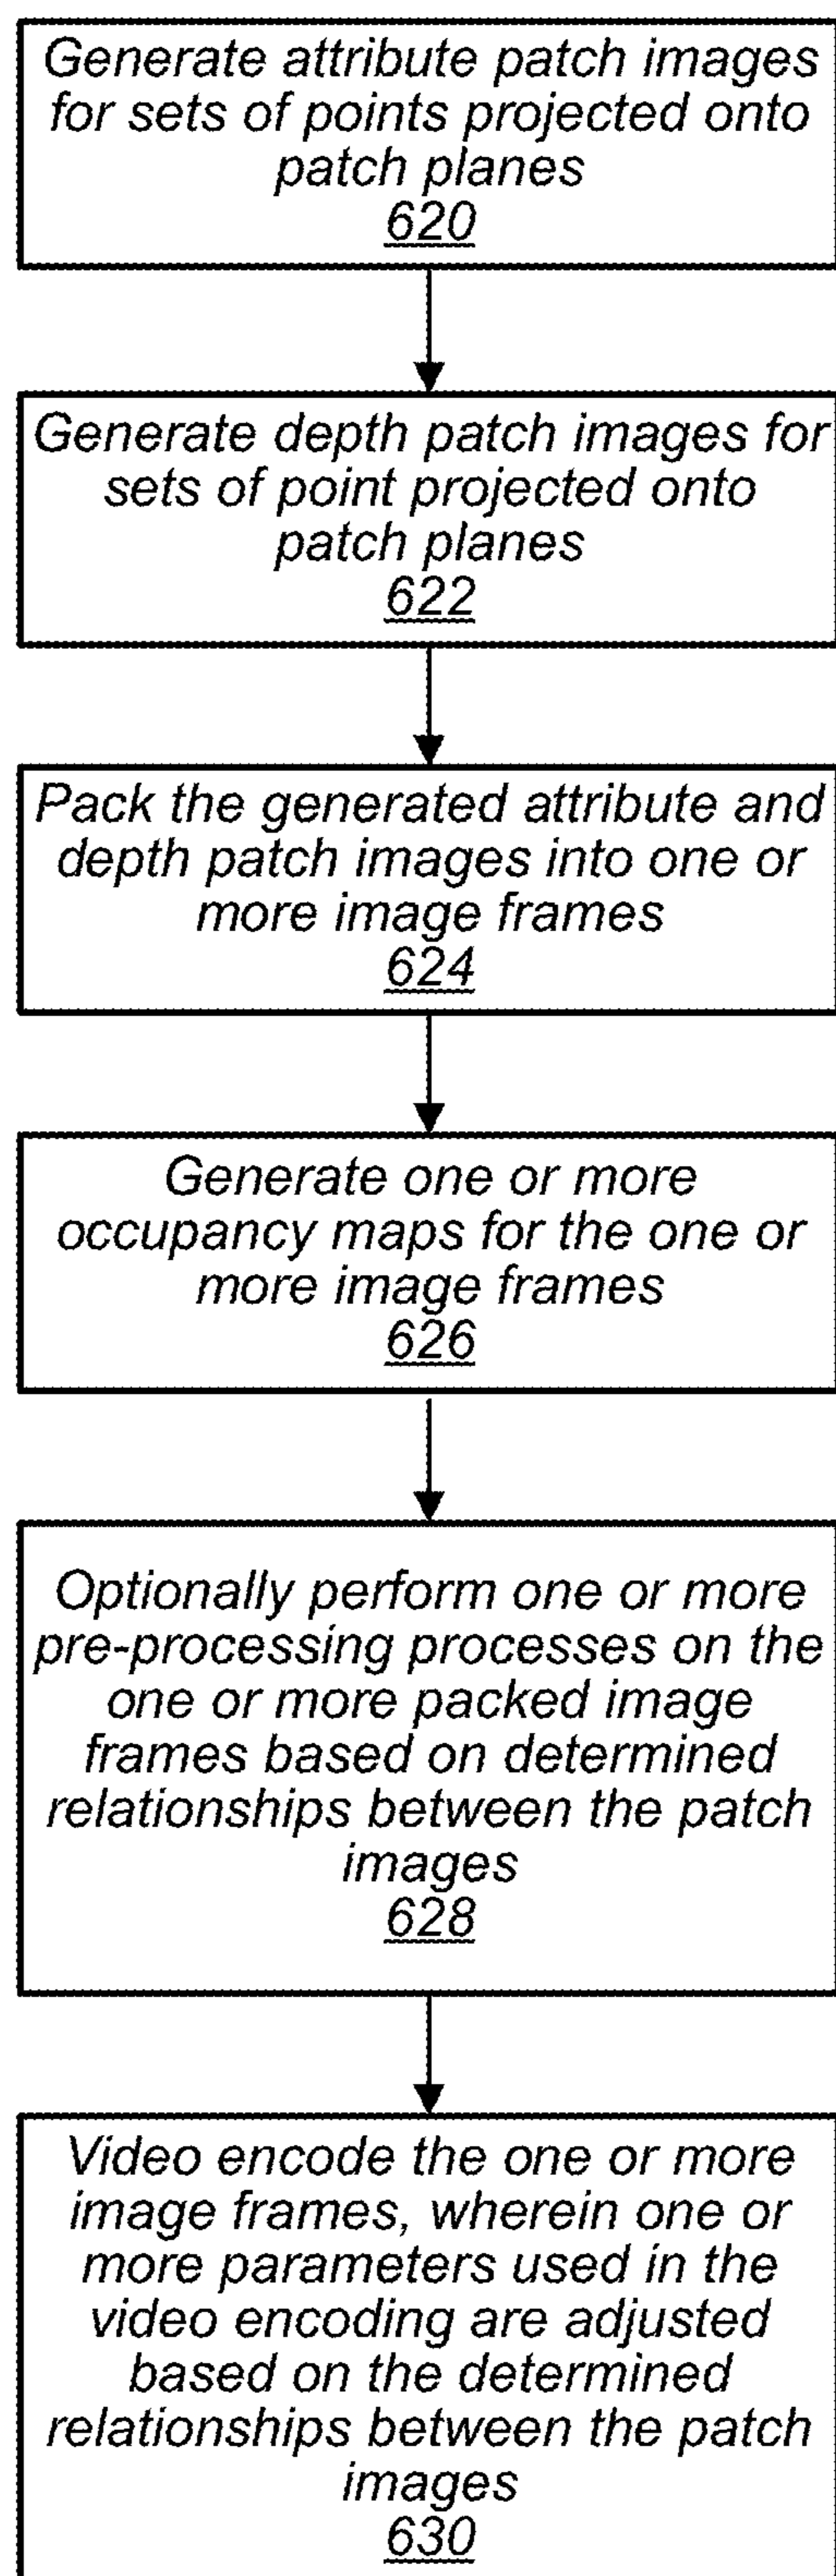 Generate attribute patch images
for sets of points projected onto
patch planes
620
Generate depth patch images for
sets of point projected onto
patch planes
622
Pack the generated attribute and
depth patch images into one or
more image frames
624
Generate one or more
occupancy maps for the one or
more image frames
626
Optionally perform one or more
pre-processing processes on the
one or more packed image
frames based on determined
relationships between the patch
images
628
Video encode the one or more
image frames, wherein one or
more parameters used in the
video encoding are adjusted
based on the determined
relationships between the patch
images
630